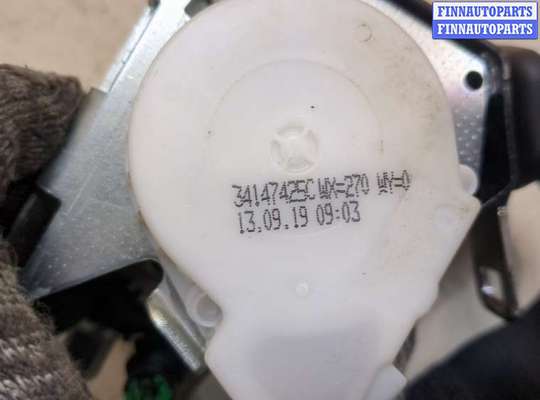 FINNAUTOPARTS
FINNAUTOPARTS
34147425C WX=270 WY=0
13.09.19 09:03